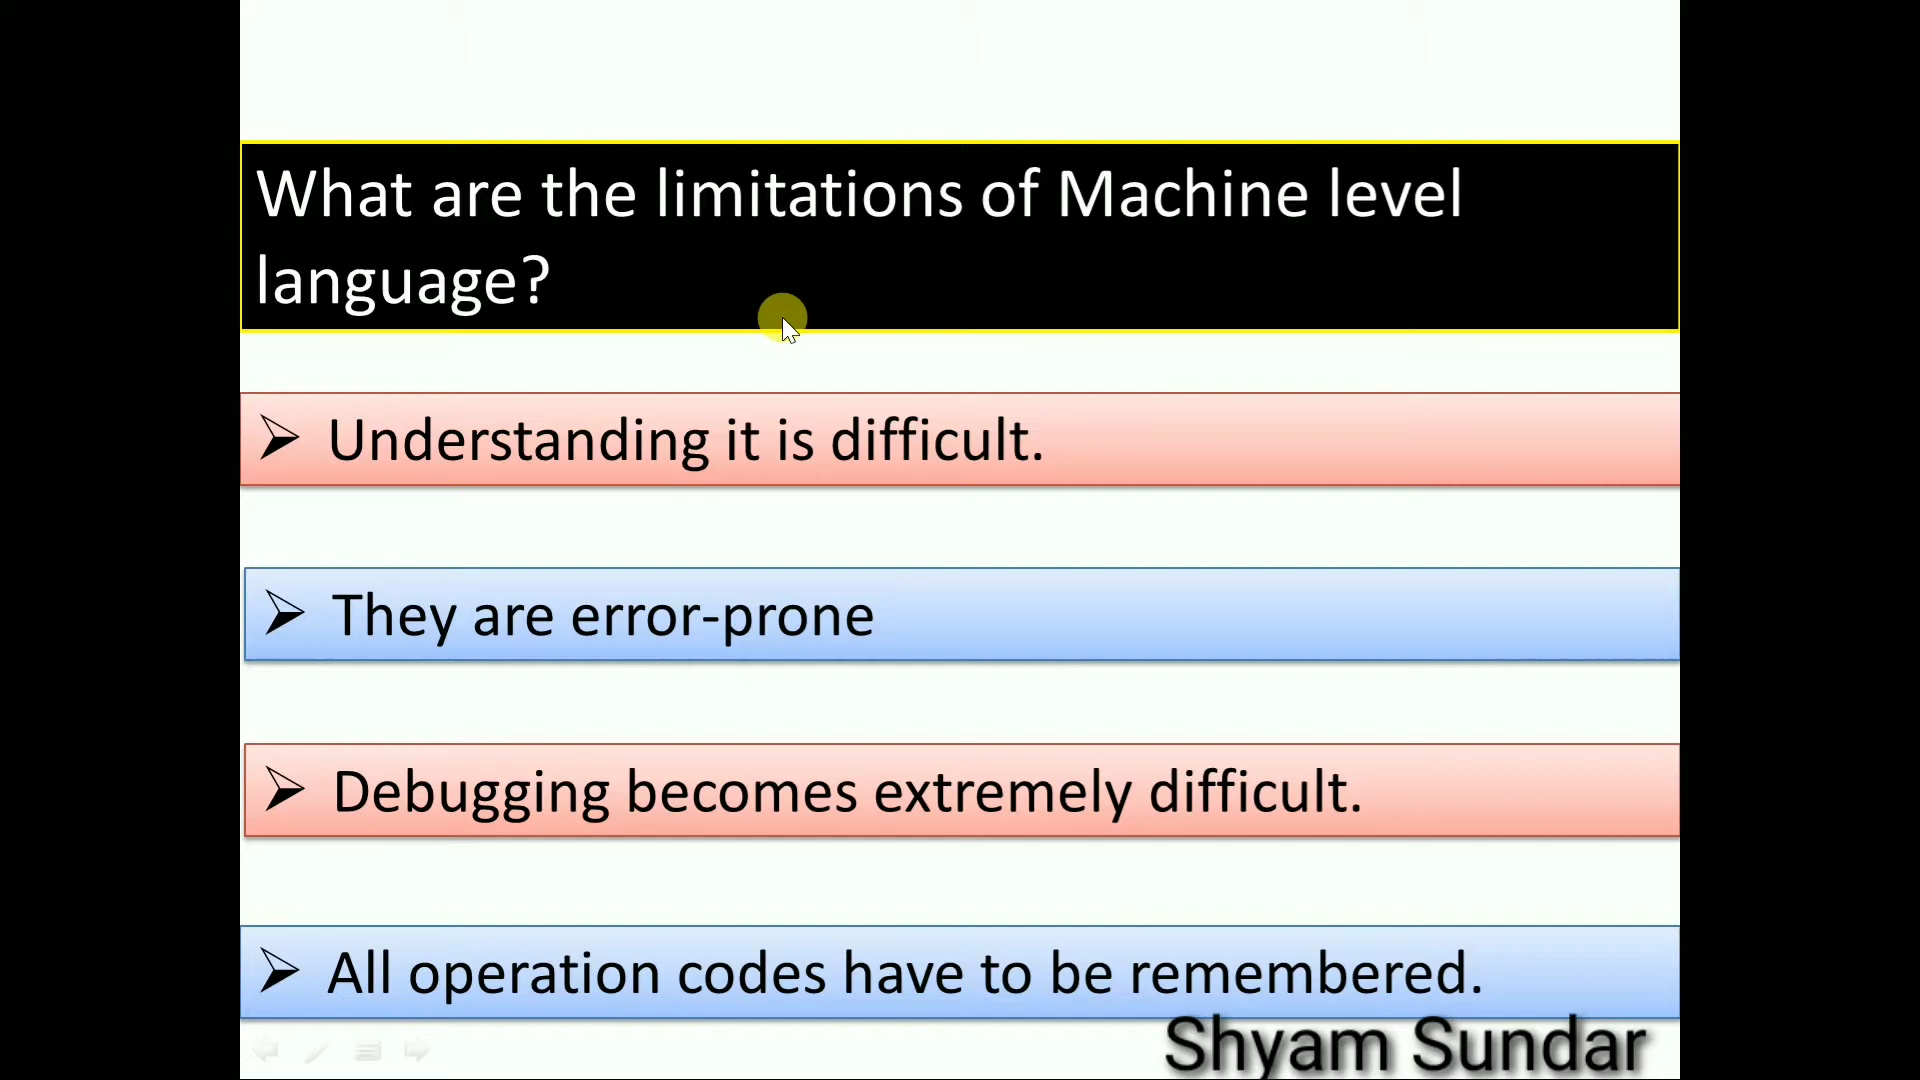 What are the limitations of Machine level
language?
Understanding it is difficult.
They are error-prone
Debugging becomes extremely difficult.
All operation codes have to be remembered.
Shyam Sundar